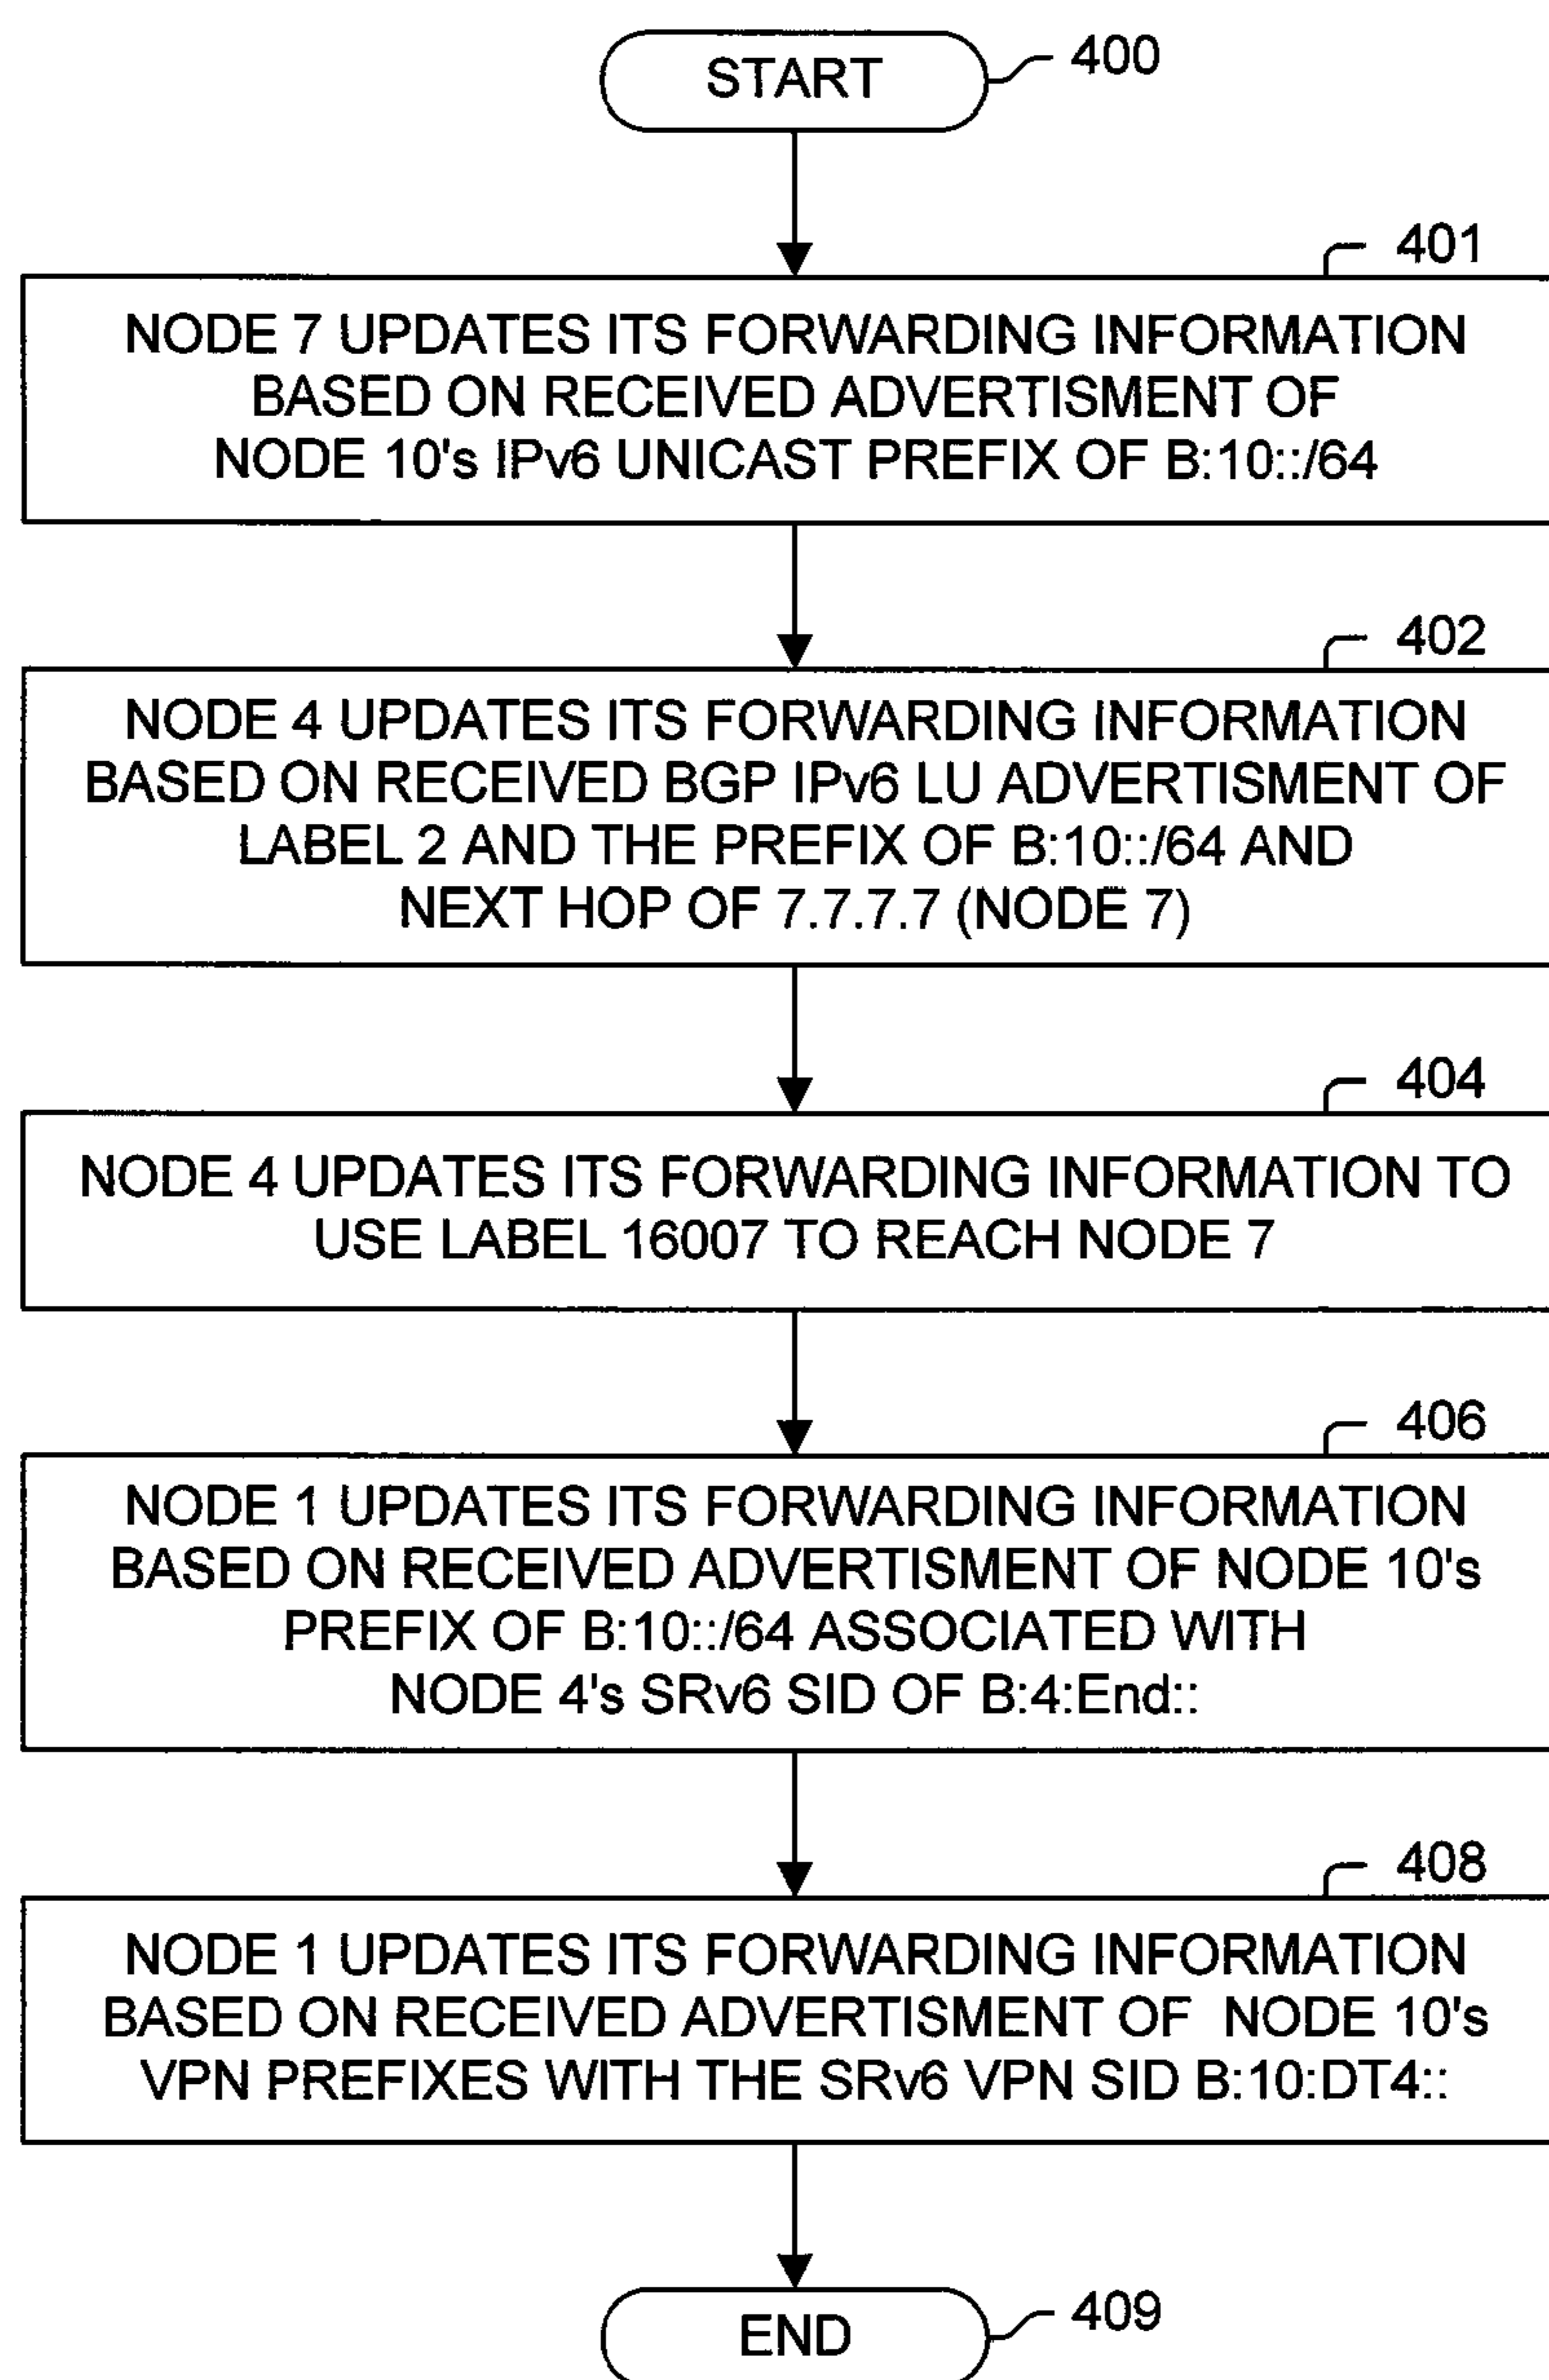 START
400
401
NODE 7 UPDATES ITS FORWARDING INFORMATION
BASED ON RECEIVED ADVERTISMENT OF
NODE 10's IPv6 UNICAST PREFIX OF B:10::/64
402
NODE 4 UPDATES ITS FORWARDING INFORMATION
BASED ON RECEIVED BGP IPv6 LU ADVERTISMENT OF
LABEL 2 AND THE PREFIX OF B:10::/64 AND
NEXT HOP OF 7.7.7.7 (NODE 7)
404
NODE 4 UPDATES ITS FORWARDING INFORMATION TO
USE LABEL 16007 TO REACH NODE 7
406
NODE 1 UPDATES ITS FORWARDING INFORMATION
BASED ON RECEIVED ADVERTISMENT OF NODE 10's
PREFIX OF B:10::/64 ASSOCIATED WITH
NODE 4's SRv6 SID OF B:4:End::
408
NODE 1 UPDATES ITS FORWARDING INFORMATION
BASED ON RECEIVED ADVERTISMENT OF NODE 10's
VPN PREFIXES WITH THE SRv6 VPN SID B:10:DT4::
END
409